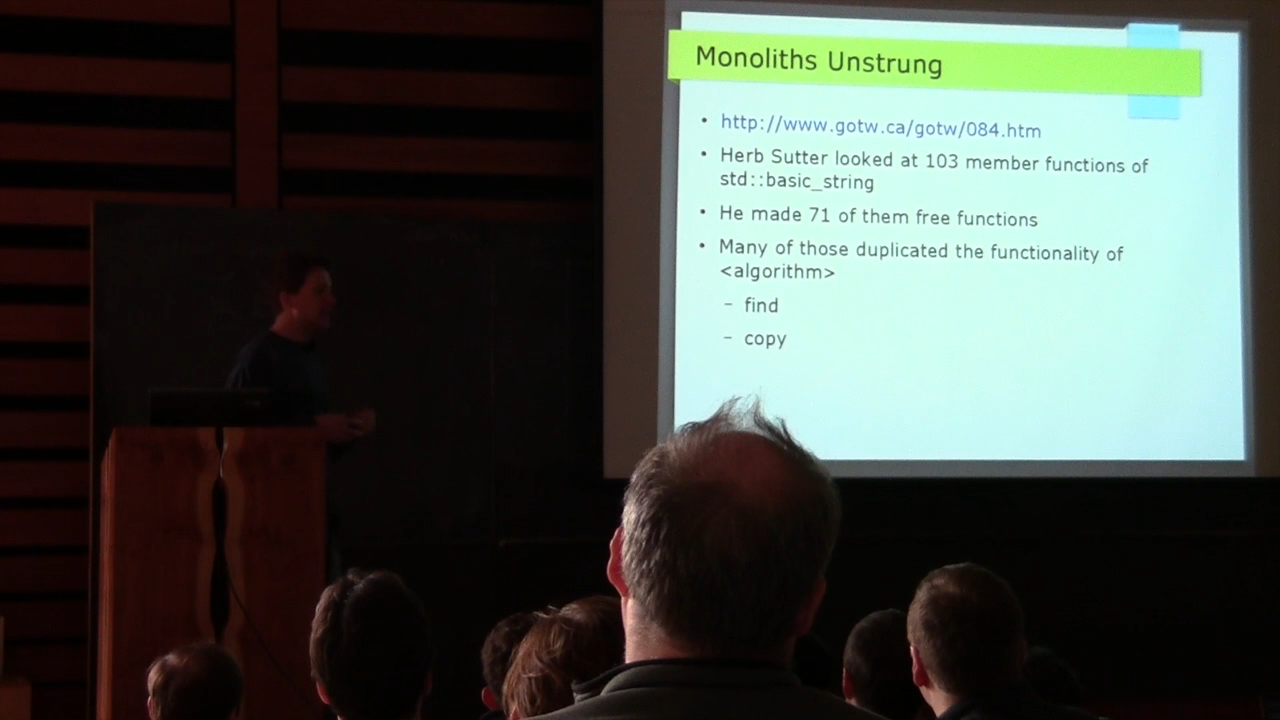 Monoliths Unstrung
• http://www.gotw.ca/gotw/084.htm
• Herb Sutter looked at 103 member functions of
std::basic_string
• He made 71 of them free functions
• Many of those duplicated the functionality of
<algorithm>
– find
– copy